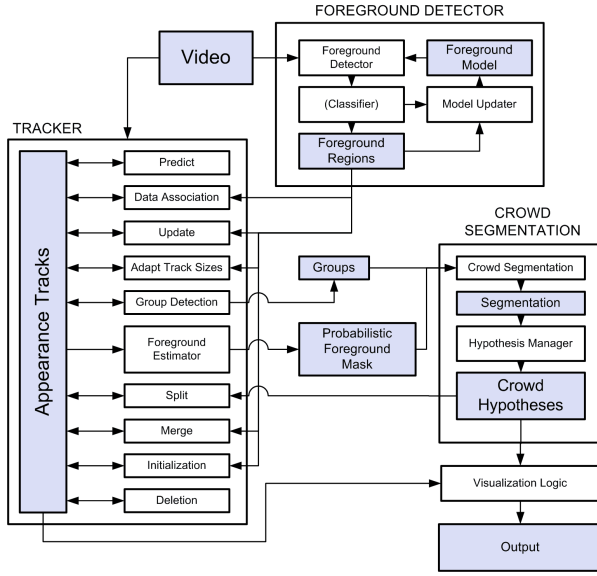 FOREGROUND DETECTOR
Video
Foreground
Detector
Foreground
Model
(Classifier)
Model Updater
Foreground
Regions
TRACKER
Appearance Tracks
Predict
Data Association
Update
Adapt Track Sizes
Group Detection
Foreground
Estimator
Split
Merge
Initialization
Deletion
Groups
Probabilistic
Foreground
Mask
CROWD
SEGMENTATION
Crowd Segmentation
Segmentation
Hypothesis Manager
Crowd
Hypotheses
Visualization Logic
Output